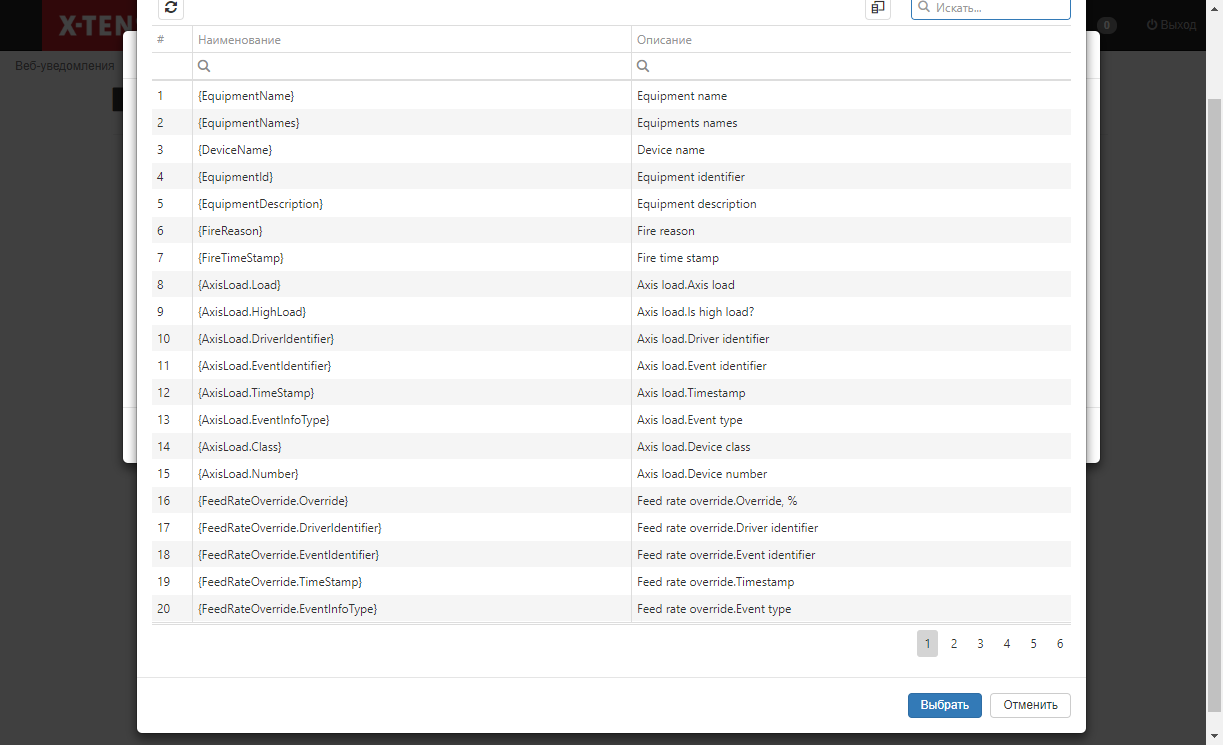 X-TEN
Искать...
0
Выход
Веб-уведомления
# Наименование Описание
1 {EquipmentName} Equipment name
2 {EquipmentNames} Equipments names
3 {DeviceName} Device name
4 {EquipmentId} Equipment identifier
5 {EquipmentDescription} Equipment description
6 {FireReason} Fire reason
7 {FireTimeStamp} Fire time stamp
8 {AxisLoad.Load} Axis load.Axis load
9 {AxisLoad.HighLoad} Axis load.Is high load?
10 {AxisLoad.DriverIdentifier} Axis load.Driver identifier
11 {AxisLoad.EventIdentifier} Axis load.Event identifier
12 {AxisLoad.TimeStamp} Axis load.Timestamp
13 {AxisLoad.EventInfoType} Axis load.Event type
14 {AxisLoad.Class} Axis load.Device class
15 {AxisLoad.Number} Axis load.Device number
16 {FeedRateOverride.Override} Feed rate override.Override, %
17 {FeedRateOverride.DriverIdentifier} Feed rate override.Driver identifier
18 {FeedRateOverride.EventIdentifier} Feed rate override.Event identifier
19 {FeedRateOverride.TimeStamp} Feed rate override.Timestamp
20 {FeedRateOverride.EventInfoType} Feed rate override.Event type
1 2 3 4 5 6
Выбрать Отменить